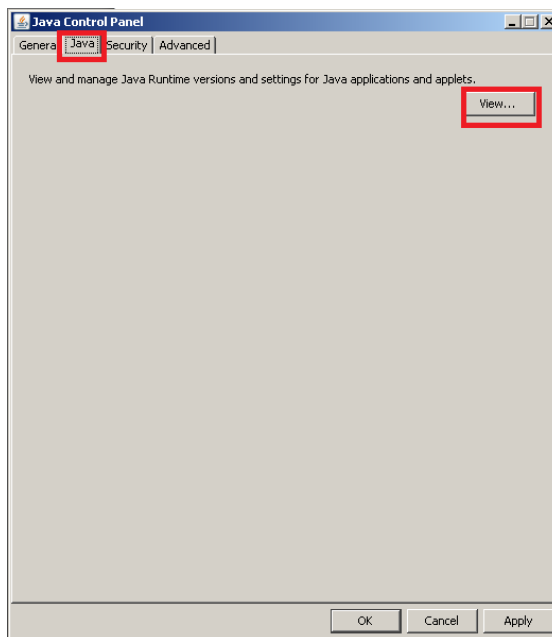 Java Control Panel
General Java Security Advanced
View and manage Java Runtime versions and settings for Java applications and applets.
View...
OK Cancel Apply